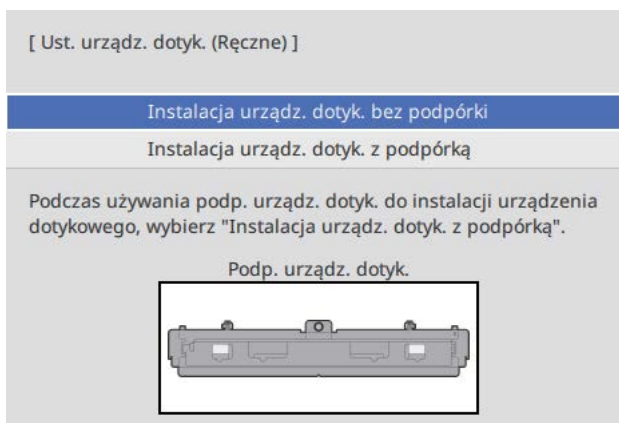 [ Ust. urządz. dotyk. (Ręczne) ]
Instalacja urządz. dotyk. bez podpórki
Instalacja urządz. dotyk. z podpórką
Podczas używania podp. urządz. dotyk. do instalacji urządzenia
dotykowego, wybierz "Instalacja urządz. dotyk. z podpórką".
Podp. urządz. dotyk.